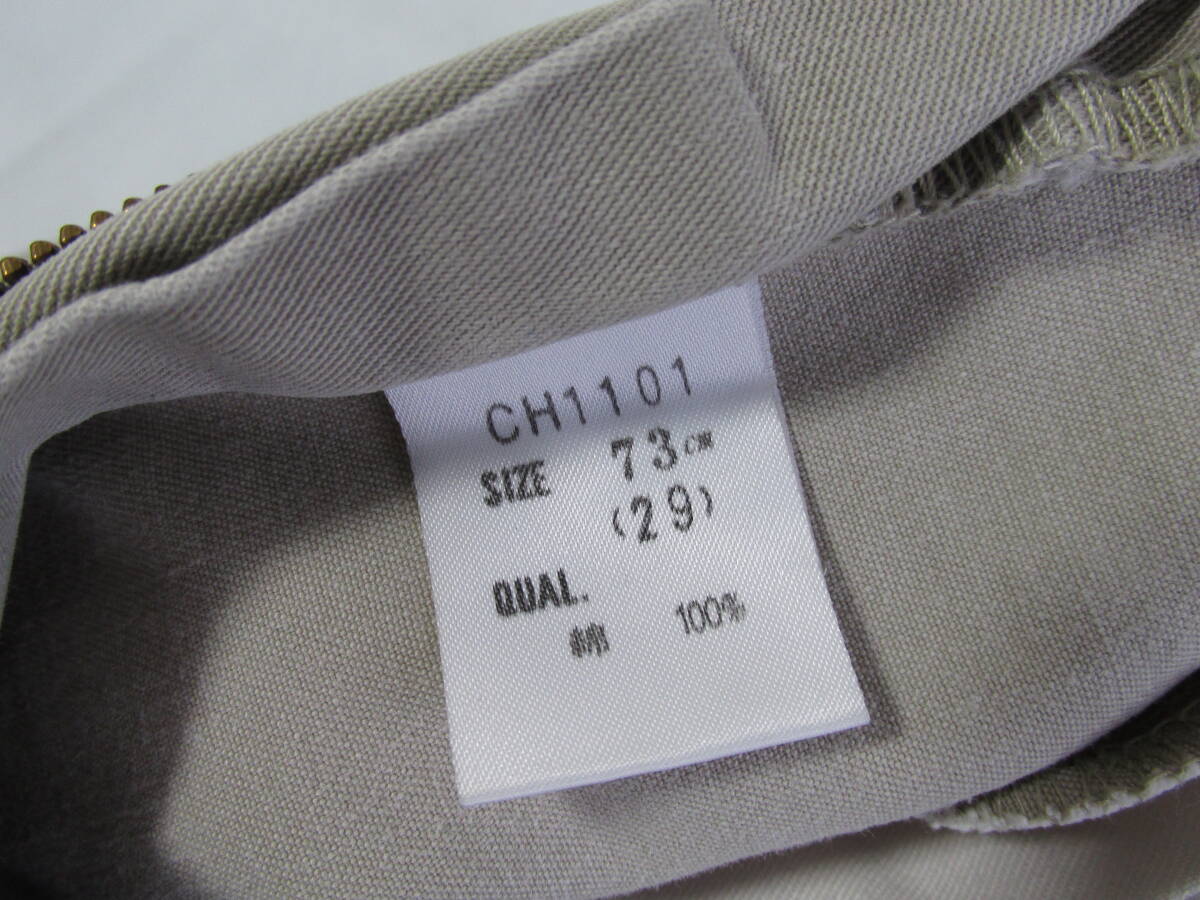 CH1101
SIZE 73cm
(29)
QUAL.
綿 100%